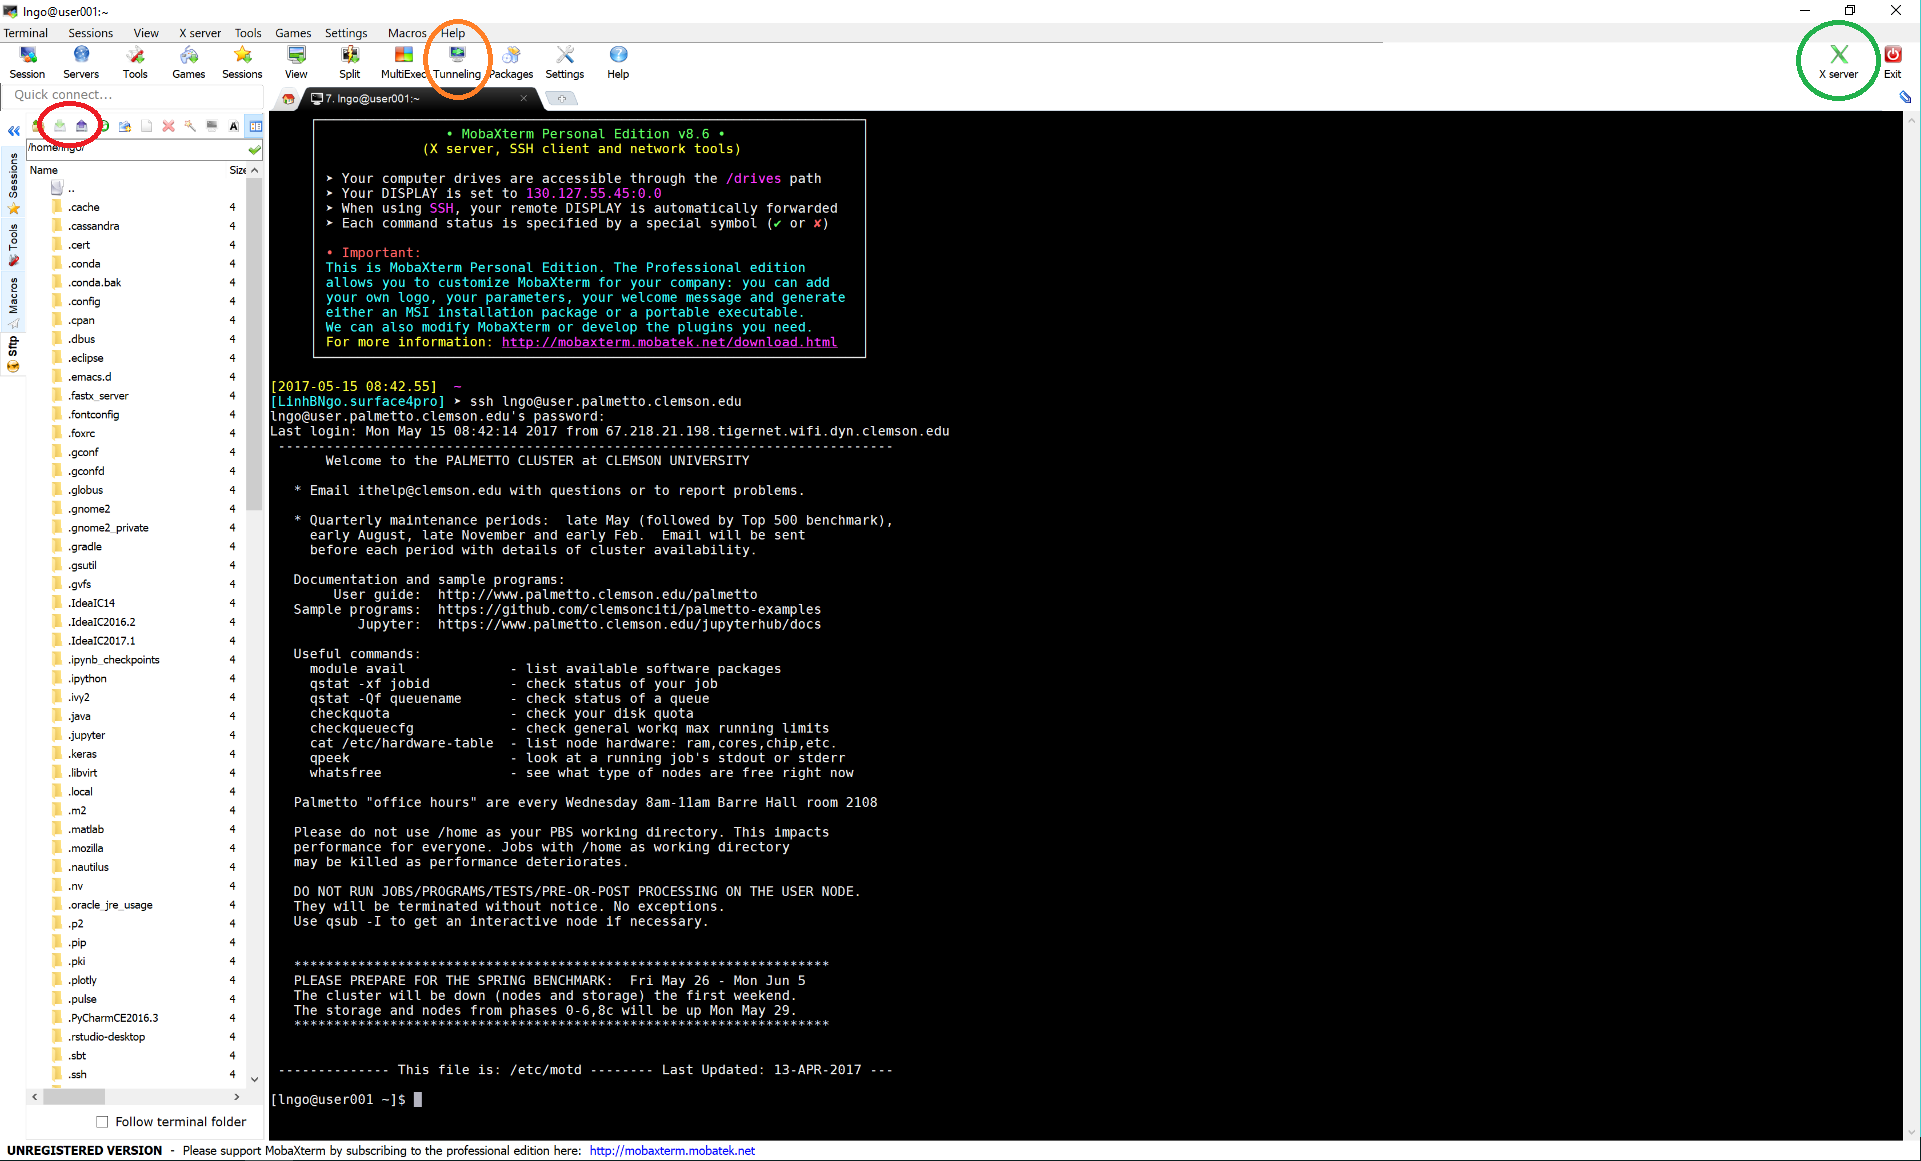 lngo@user001:~
Terminal Sessions View X server Tools Games Settings Macros Help
Session Servers Tools Games Sessions View Split MultiExec Tunneling Packages Settings Help X server Exit
Quick connect...
7. lngo@user001:~
/home/lngo/
Name Size
..
.cache 4
.cassandra 4
.cert 4
.conda 4
.conda.bak 4
.config 4
.cpan 4
.dbus 4
.eclipse 4
.emacs.d 4
.fastx_server 4
.fontconfig 4
.foxrc 4
.gconf 4
.gconfd 4
.globus 4
.gnome2 4
.gnome2_private 4
.gradle 4
.gsutil 4
.gvfs 4
.IdeaIC14 4
.IdeaIC2016.2 4
.IdeaIC2017.1 4
.ipynb_checkpoints 4
.ipython 4
.ivy2 4
.java 4
.jupyter 4
.keras 4
.libvirt 4
.local 4
.m2 4
.matlab 4
.mozilla 4
.nautilus 4
.nv 4
.oracle_jre_usage 4
.p2 4
.pip 4
.pki 4
.plotly 4
.pulse 4
.PyCharmCE2016.3 4
.rstudio-desktop 4
.sbt 4
.ssh 4
Follow terminal folder
Sessions
Tools
Macros
Sftp
• MobaXterm Personal Edition v8.6 •
(X server, SSH client and network tools)
➤ Your computer drives are accessible through the /drives path
➤ Your DISPLAY is set to 130.127.55.45:0.0
➤ When using SSH, your remote DISPLAY is automatically forwarded
➤ Each command status is specified by a special symbol (✔ or ✘)
• Important:
This is MobaXterm Personal Edition. The Professional edition
allows you to customize MobaXterm for your company: you can add
your own logo, your parameters, your welcome message and generate
either an MSI installation package or a portable executable.
We can also modify MobaXterm or develop the plugins you need.
For more information: http://mobaxterm.mobatek.net/download.html
[2017-05-15 08:42.55] ~
[LinhBNgo.surface4pro] ➤ ssh lngo@user.palmetto.clemson.edu
lngo@user.palmetto.clemson.edu's password:
Last login: Mon May 15 08:42:14 2017 from 67.218.21.198.tigernet.wifi.dyn.clemson.edu
-----------------------------------------------------------------------------
Welcome to the PALMETTO CLUSTER at CLEMSON UNIVERSITY
* Email ithelp@clemson.edu with questions or to report problems.
* Quarterly maintenance periods: late May (followed by Top 500 benchmark),
early August, late November and early Feb. Email will be sent
before each period with details of cluster availability.
Documentation and sample programs:
User guide: http://www.palmetto.clemson.edu/palmetto
Sample programs: https://github.com/clemsonciti/palmetto-examples
Jupyter: https://www.palmetto.clemson.edu/jupyterhub/docs
Useful commands:
module avail - list available software packages
qstat -xf jobid - check status of your job
qstat -Qf queuename - check status of a queue
checkquota - check your disk quota
checkqueuecfg - check general workq max running limits
cat /etc/hardware-table - list node hardware: ram,cores,chip,etc.
qpeek - look at a running job's stdout or stderr
whatsfree - see what type of nodes are free right now
Palmetto "office hours" are every Wednesday 8am-11am Barre Hall room 2108
Please do not use /home as your PBS working directory. This impacts
performance for everyone. Jobs with /home as working directory
may be killed as performance deteriorates.
DO NOT RUN JOBS/PROGRAMS/TESTS/PRE-OR-POST PROCESSING ON THE USER NODE.
They will be terminated without notice. No exceptions.
Use qsub -I to get an interactive node if necessary.
*******************************************************************
PLEASE PREPARE FOR THE SPRING BENCHMARK: Fri May 26 - Mon Jun 5
The cluster will be down (nodes and storage) the first weekend.
The storage and nodes from phases 0-6,8c will be up Mon May 29.
*******************************************************************
-------------- This file is: /etc/motd -------- Last Updated: 13-APR-2017 ---
[lngo@user001 ~]$
UNREGISTERED VERSION - Please support MobaXterm by subscribing to the professional edition here: http://mobaxterm.mobatek.net